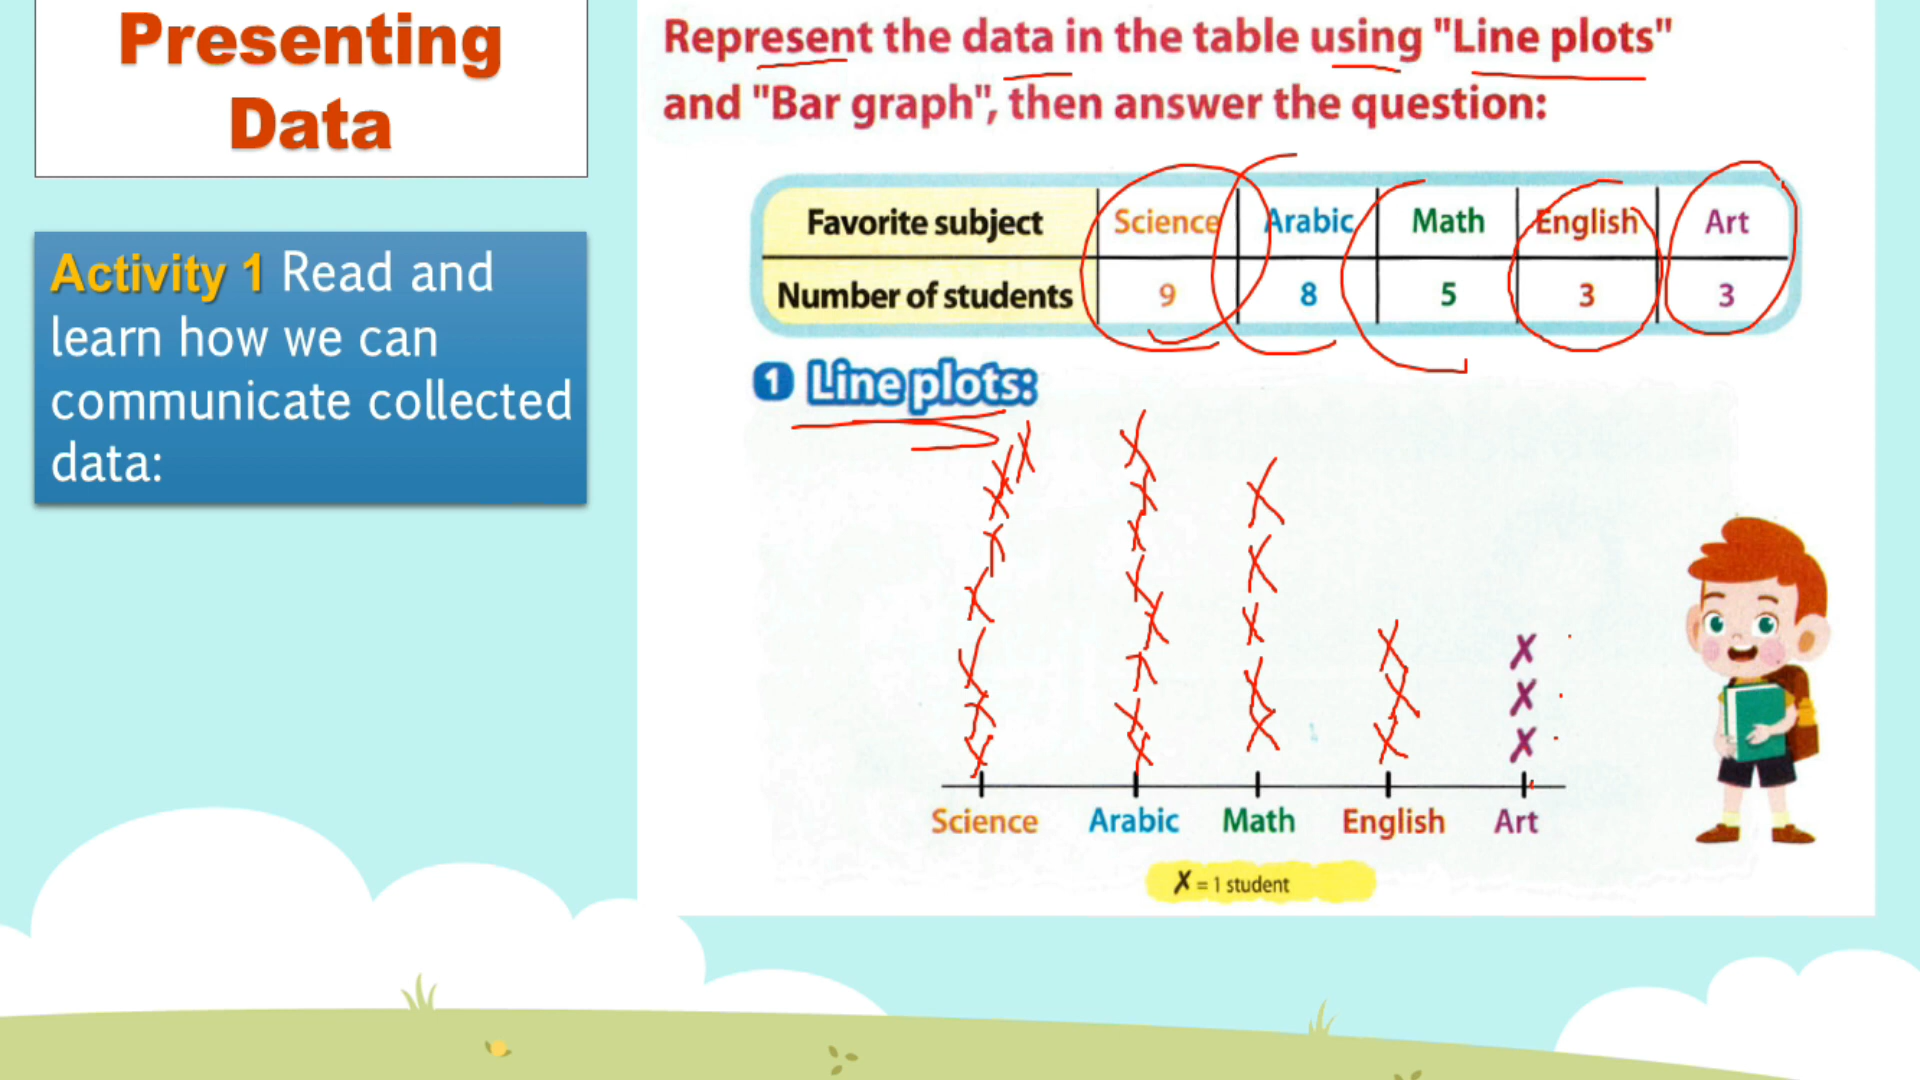 Presenting
Data
Activity 1 Read and
learn how we can
communicate collected
data:
Represent the data in the table using "Line plots"
and "Bar graph", then answer the question:
Favorite subject Science Arabic Math English Art
Number of students 9 8 5 3 3
1 Line plots:
Science Arabic Math English Art
X = 1 student